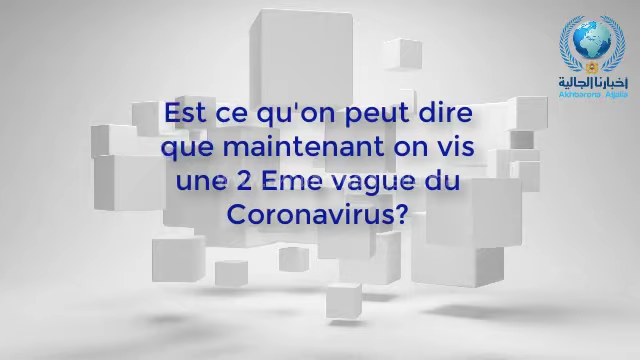 أخبارنا الجالية
Akhbarona Aljalia
Est ce qu'on peut dire
que maintenant on vis
une 2 Eme vague du
Coronavirus?